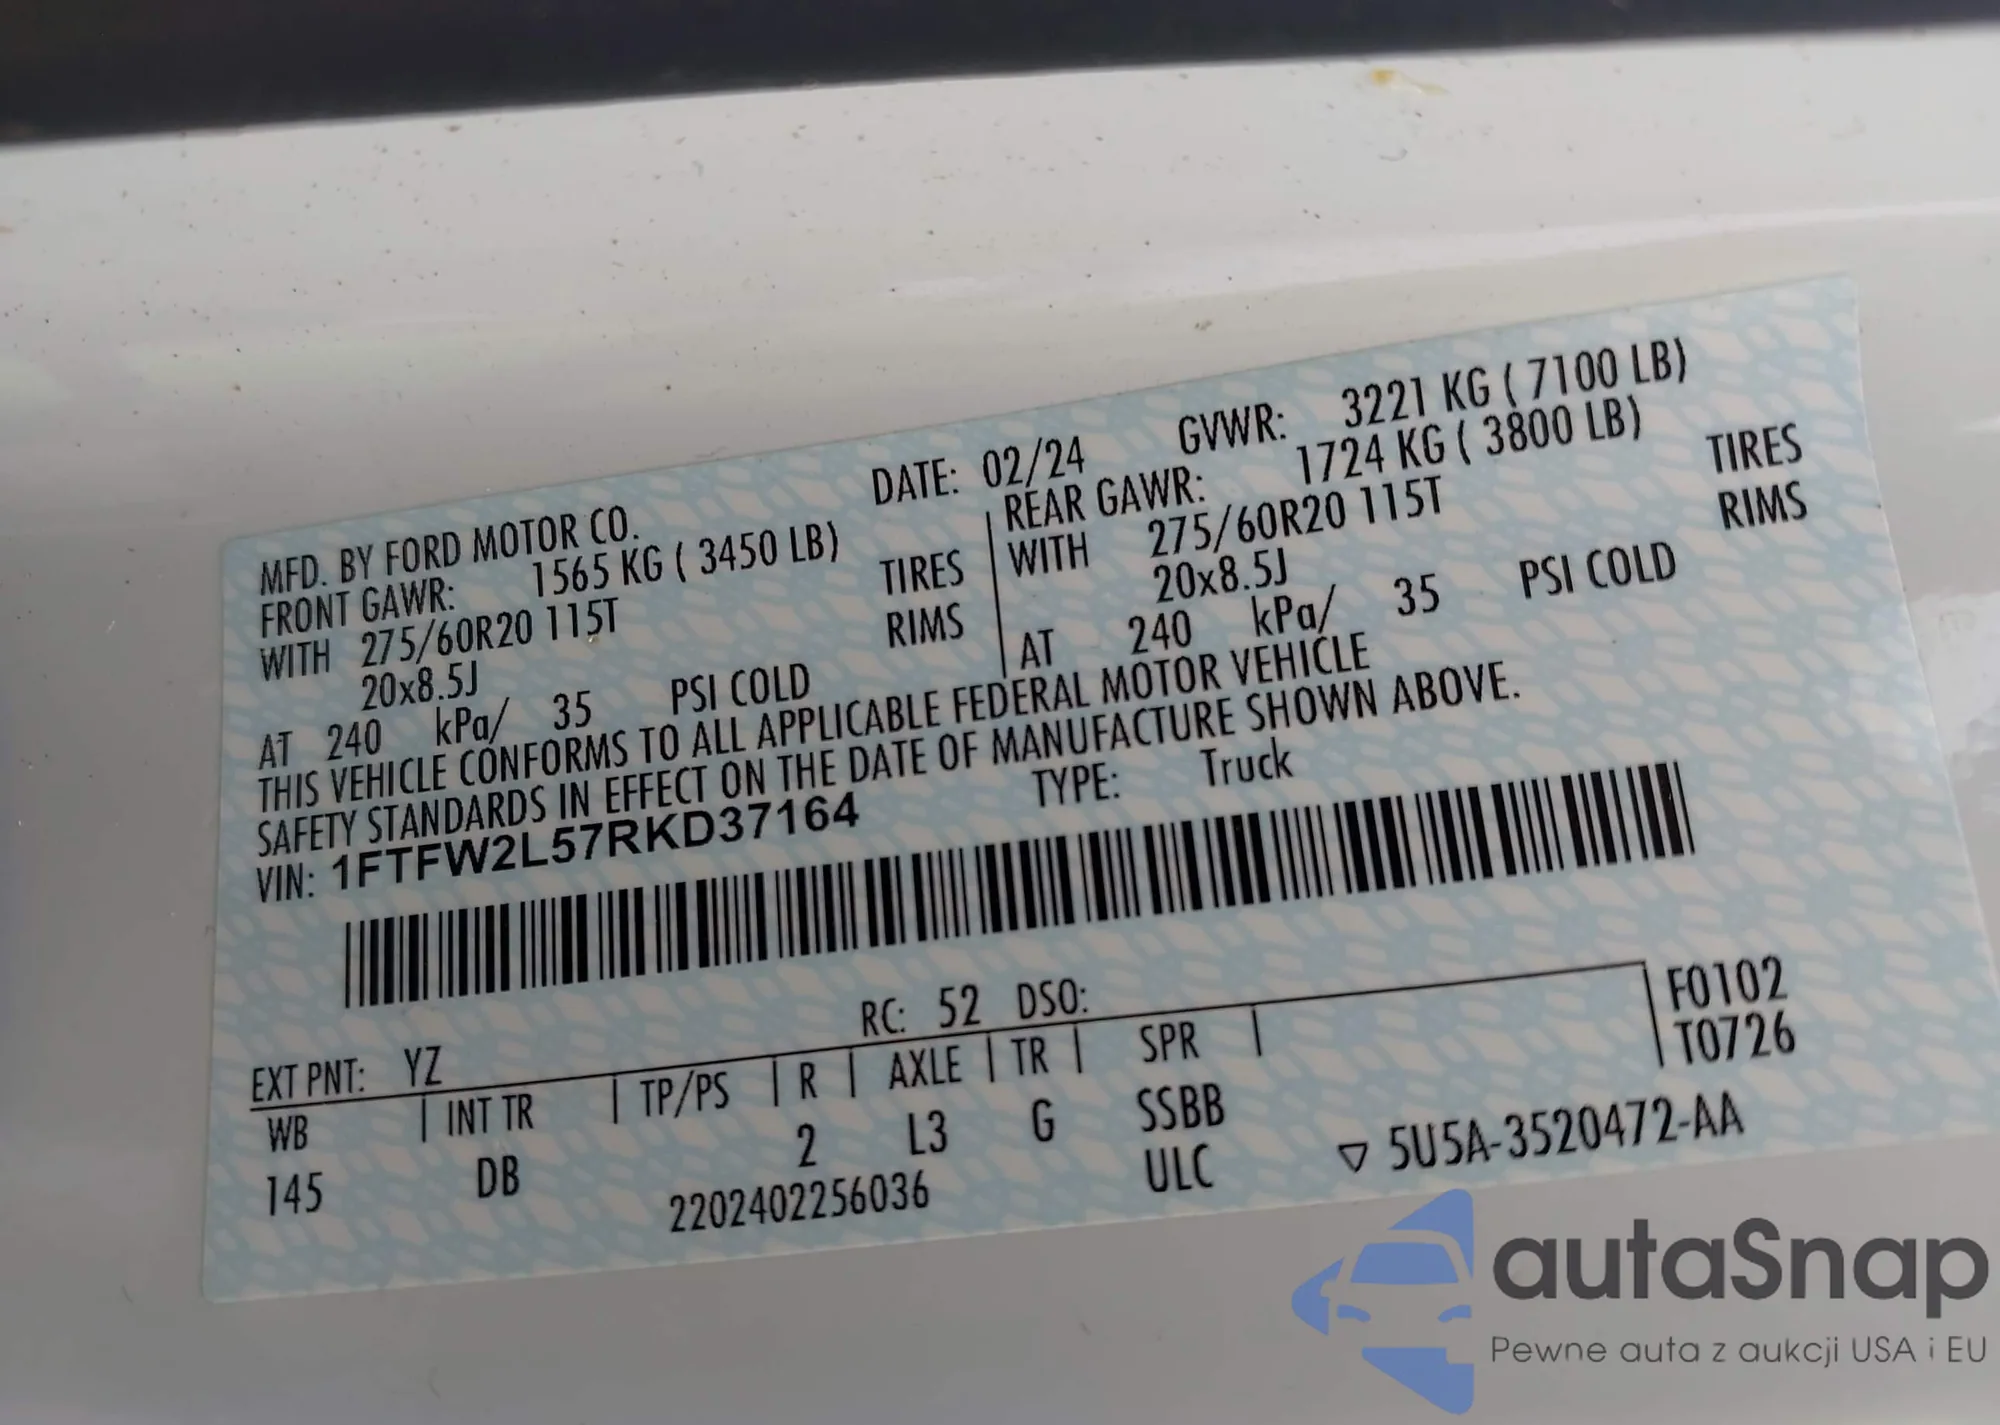 MFD. BY FORD MOTOR CO. DATE: 02/24 GVWR: 3221 KG ( 7100 LB)
FRONT GAWR: 1565 KG ( 3450 LB) REAR GAWR: 1724 KG ( 3800 LB)
WITH 275/60R20 115T TIRES WITH 275/60R20 115T TIRES
20x8.5J RIMS 20x8.5J RIMS
AT 240 kPa/ 35 PSI COLD AT 240 kPa/ 35 PSI COLD
THIS VEHICLE CONFORMS TO ALL APPLICABLE FEDERAL MOTOR VEHICLE
SAFETY STANDARDS IN EFFECT ON THE DATE OF MANUFACTURE SHOWN ABOVE.
VIN: 1FTFW2L57RKD37164 TYPE: Truck
EXT PNT: YZ RC: 52 DSO: F0102
WB INT TR TP/PS R AXLE TR SPR T0726
145 DB 2 L3 G SSBB
2202402256036 ULC ▽ 5U5A-3520472-AA
autaSnap
Pewne auta z aukcji USA i EU